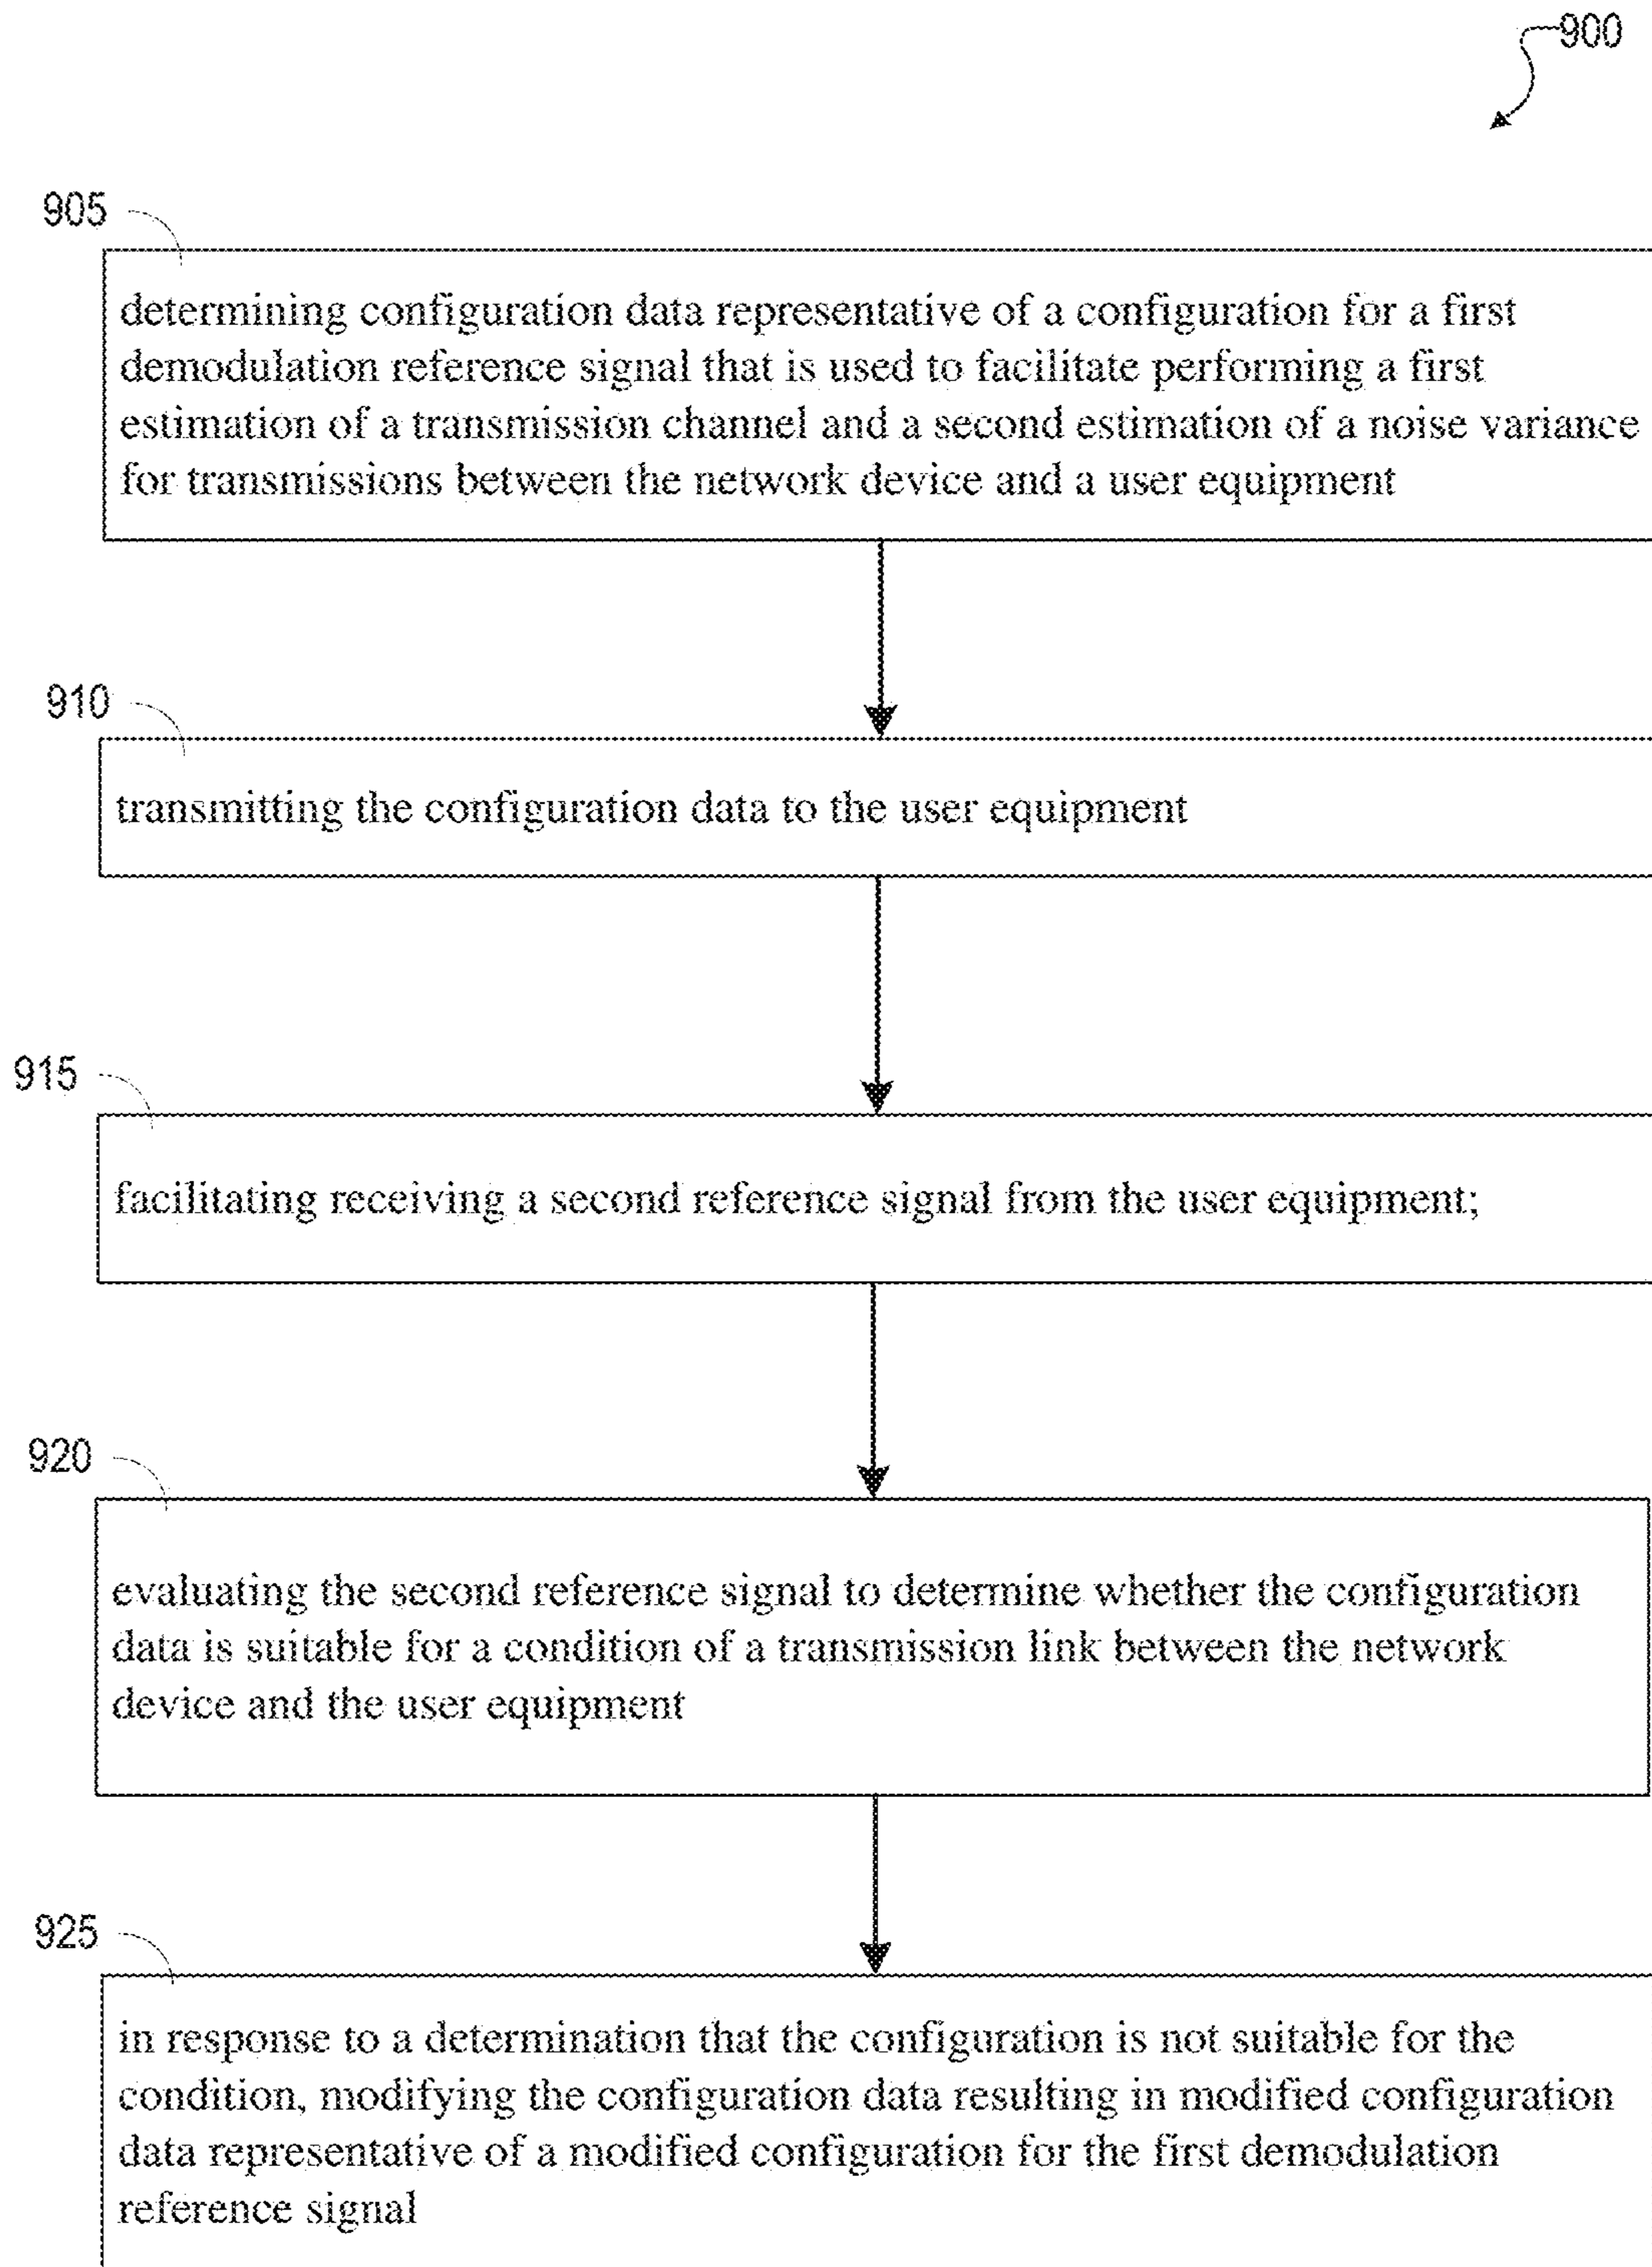 900
905
determining configuration data representative of a configuration for a first
demodulation reference signal that is used to facilitate performing a first
estimation of a transmission channel and a second estimation of a noise variance
for transmissions between the network device and a user equipment
910
transmitting the configuration data to the user equipment
915
facilitating receiving a second reference signal from the user equipment;
920
evaluating the second reference signal to determine whether the configuration
data is suitable for a condition of a transmission link between the network
device and the user equipment
925
in response to a determination that the configuration is not suitable for the
condition, modifying the configuration data resulting in modified configuration
data representative of a modified configuration for the first demodulation
reference signal